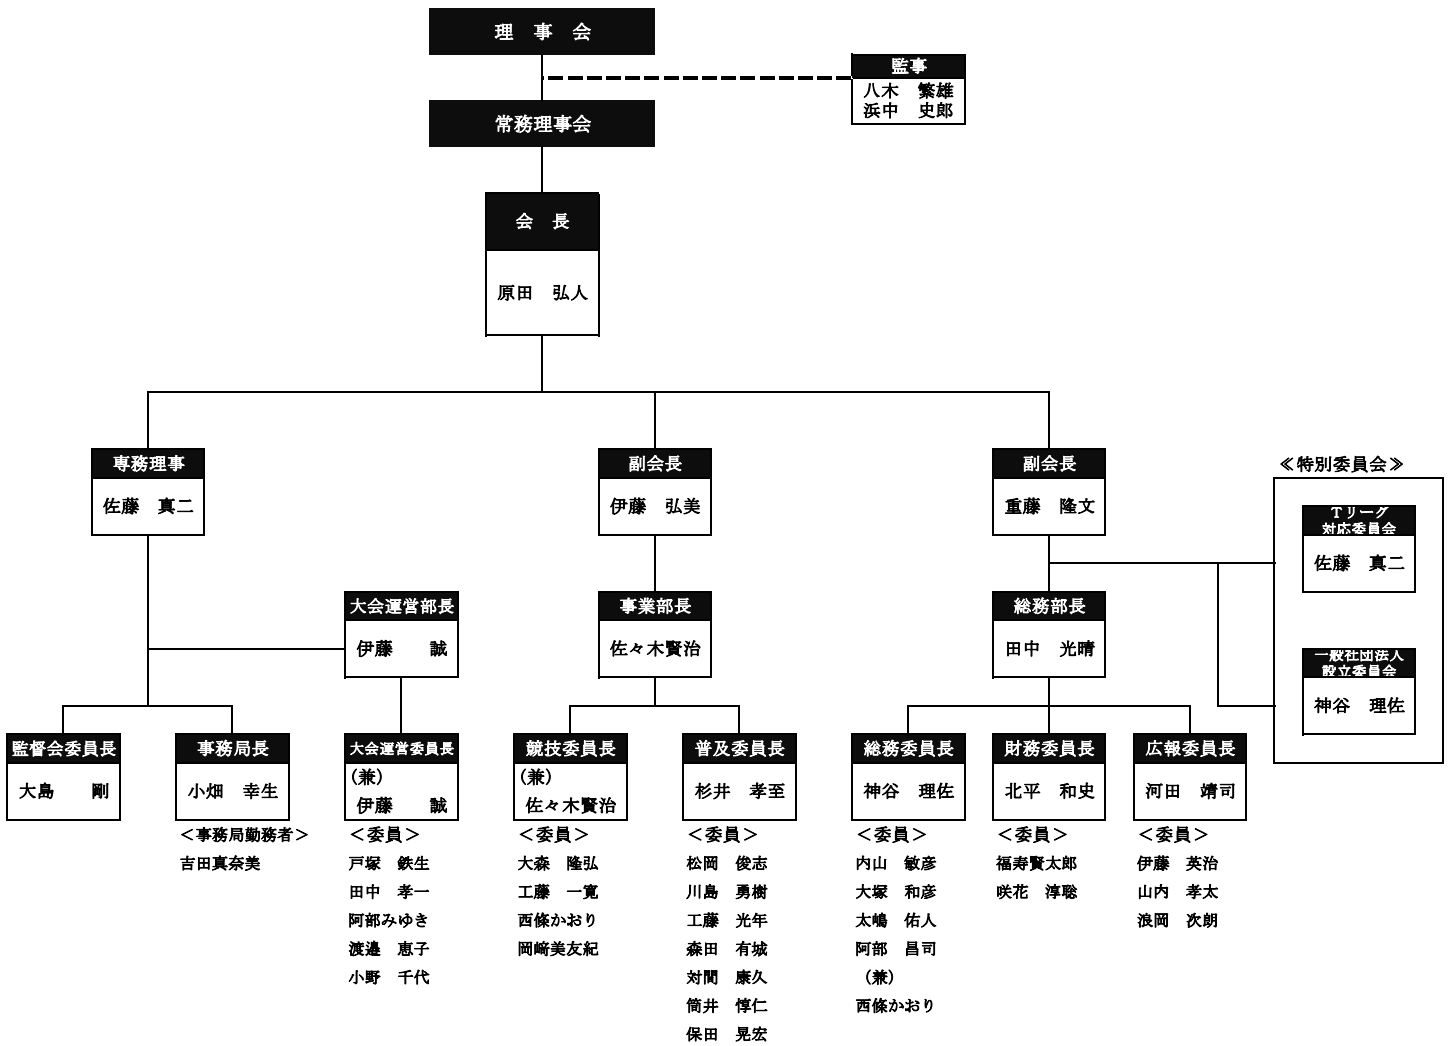 理　事　会
監事
八木　繁雄
浜中　史郎
常務理事会
会　長
原田　弘人
専務理事
佐藤　真二
副会長
伊藤　弘美
副会長
重藤　隆文
≪特別委員会≫
Ｔリーグ
対応委員会
佐藤　真二
一般社団法人
設立委員会
神谷　理佐
大会運営部長
伊藤　　誠
事業部長
佐々木賢治
総務部長
田中　光晴
監督会委員長
大島　　剛
事務局長
小畑　幸生
＜事務局勤務者＞
吉田真奈美
大会運営委員長
(兼)
伊藤　　誠
＜委員＞
戸塚　鉄生
田中　孝一
阿部みゆき
渡邉　恵子
小野　千代
競技委員長
(兼)
佐々木賢治
＜委員＞
大森　隆弘
工藤　一寛
西條かおり
岡﨑美友紀
普及委員長
杉井　孝至
＜委員＞
松岡　俊志
川島　勇樹
工藤　光年
森田　有城
対間　康久
筒井　惇仁
保田　晃宏
総務委員長
神谷　理佐
＜委員＞
内山　敏彦
大塚　和彦
太嶋　佑人
阿部　昌司
（兼）
西條かおり
財務委員長
北平　和史
＜委員＞
福寿賢太郎
咲花　淳聡
広報委員長
河田　靖司
＜委員＞
伊藤　英治
山内　孝太
浪岡　次朗